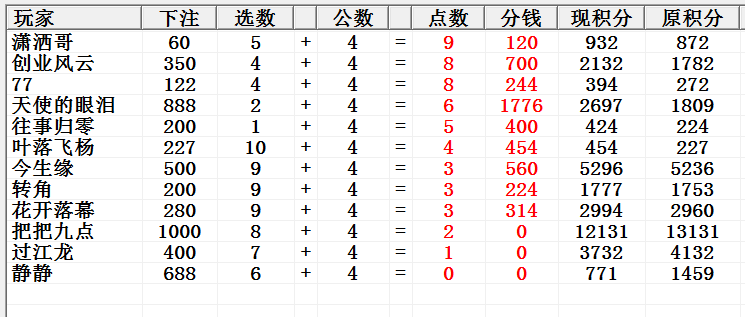 玩家 下注 选数 公数 点数 分钱 现积分 原积分
潇洒哥 60 5 + 4 = 9 120 932 872
创业风云 350 4 + 4 = 8 700 2132 1782
77 122 4 + 4 = 8 244 394 272
天使的眼泪 888 2 + 4 = 6 1776 2697 1809
往事归零 200 1 + 4 = 5 400 424 224
叶落飞杨 227 10 + 4 = 4 454 454 227
今生缘 500 9 + 4 = 3 560 5296 5236
转角 200 9 + 4 = 3 224 1777 1753
花开落幕 280 9 + 4 = 3 314 2994 2960
把把九点 1000 8 + 4 = 2 0 12131 13131
过江龙 400 7 + 4 = 1 0 3732 4132
静静 688 6 + 4 = 0 0 771 1459